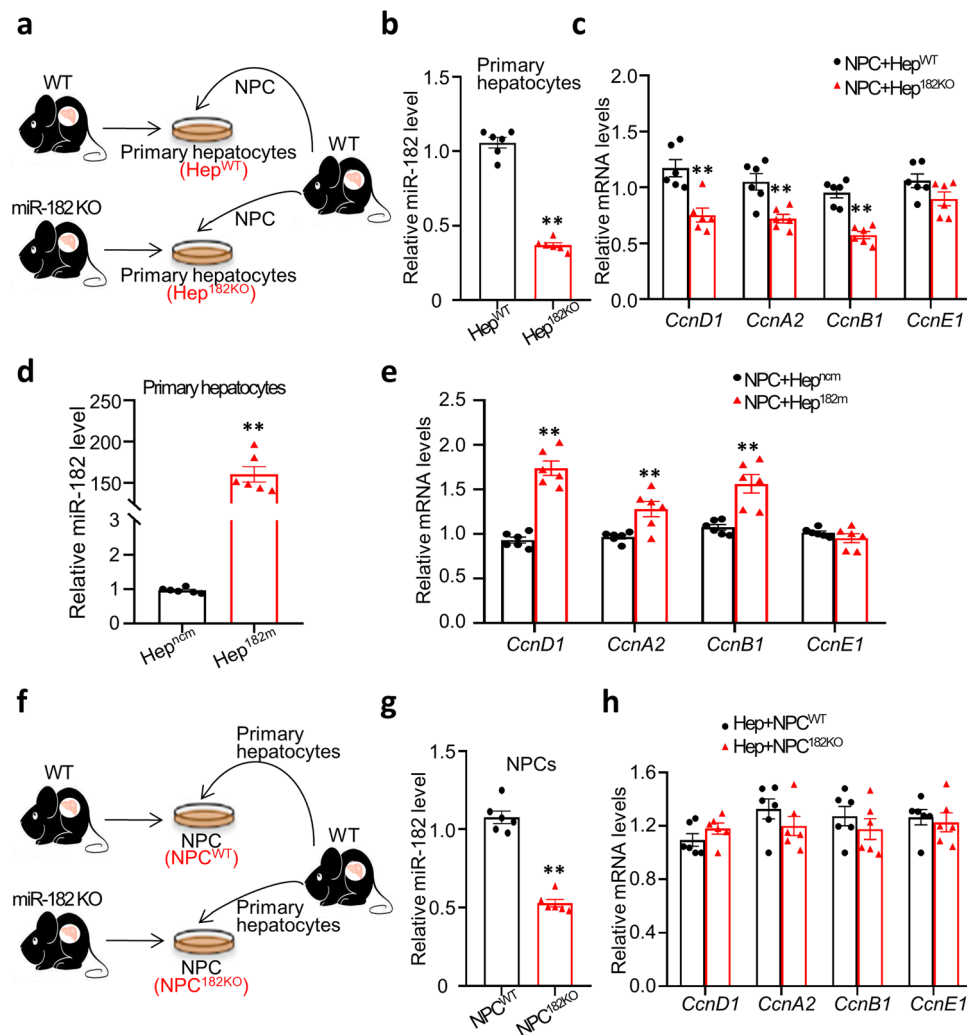 a
WT
NPC
WT
Primary hepatocytes
(Hep^WT)
miR-182 KO
NPC
Primary hepatocytes
(Hep^182KO)
b
Primary
hepatocytes
Relative miR-182 level
1.5
1.0
0.5
0
**
Hep^WT
Hep^182KO
c
NPC+Hep^WT
NPC+Hep^182KO
Relative mRNA levels
2.0
1.5
1.0
0.5
0.0
**
**
**
CcnD1
CcnA2
CcnB1
CcnE1
d
Primary hepatocytes
Relative miR-182 level
250
200
150
100
50
3
2
1
0
**
Hep^ncm
Hep^182m
e
NPC+Hep^ncm
NPC+Hep^182m
Relative mRNA levels
2.5
2.0
1.5
1.0
0.5
0.0
**
**
**
CcnD1
CcnA2
CcnB1
CcnE1
f
Primary
hepatocytes
WT
WT
NPC
(NPC^WT)
miR-182 KO
Primary
hepatocytes
NPC
(NPC^182KO)
g
NPCs
Relative miR-182 level
1.5
1.0
0.5
0
**
NPC^WT
NPC^182KO
h
Hep+NPC^WT
Hep+NPC^182KO
Relative mRNA levels
1.6
1.2
0.8
0.4
0.0
CcnD1
CcnA2
CcnB1
CcnE1